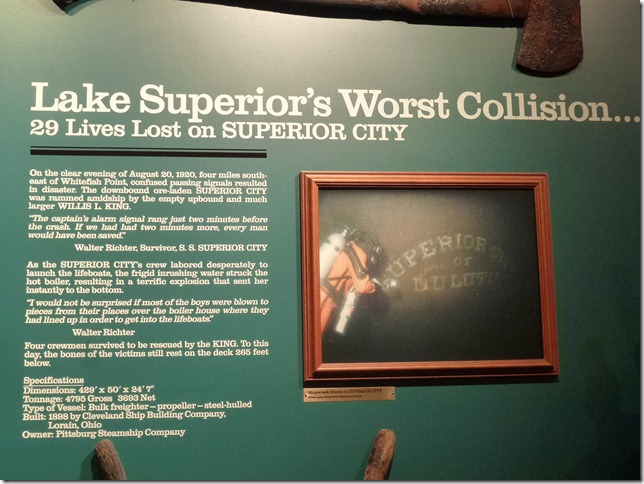 Lake Superior's Worst Collision...
29 Lives Lost on SUPERIOR CITY
On the clear evening of August 20, 1920, four miles south-
east of Whitefish Point, confused passing signals resulted
in disaster. The downbound ore-laden SUPERIOR CITY
was rammed amidship by the empty upbound and much
larger WILLIS L. KING.
"The captain's alarm signal rang just two minutes before
the crash. If we had had two minutes more, every man
would have been saved."
Walter Richter, Survivor, S. S. SUPERIOR CITY
As the SUPERIOR CITY's crew labored desperately to
launch the lifeboats, the frigid inrushing water struck the
hot boiler, resulting in a terrific explosion that sent her
instantly to the bottom.
"I would not be surprised if most of the boys were blown to
pieces from their places over the boiler house where they
had lined up in order to get into the lifeboats."
Walter Richter
Four crewmen survived to be rescued by the KING. To this
day, the bones of the victims still rest on the deck 265 feet
below.
Specifications
Dimensions: 429' x 50' x 24' 7"
Tonnage: 4795 Gross 3693 Net
Type of Vessel: Bulk freighter – propeller – steel-hulled
Built: 1898 by Cleveland Ship Building Company,
Lorain, Ohio
Owner: Pittsburg Steamship Company
SUPERIOR C
OF
DULUT
Shipwreck Divers on SUPERIOR CITY